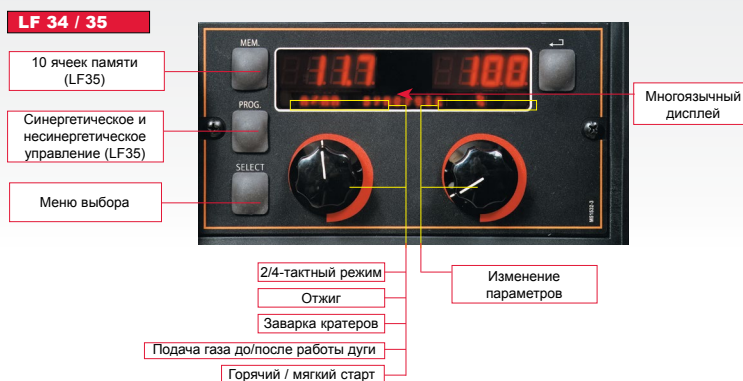 LF 34 / 35
10 ячеек памяти
(LF35)
Синергетическое и
несинергетическое
управление (LF35)
Меню выбора
MEM.
PROG.
SELECT
11.7
10.0
Многоязычный
дисплей
2/4-тактный режим
Отжиг
Заварка кратеров
Подача газа до/после работы дуги
Горячий / мягкий старт
Изменение
параметров